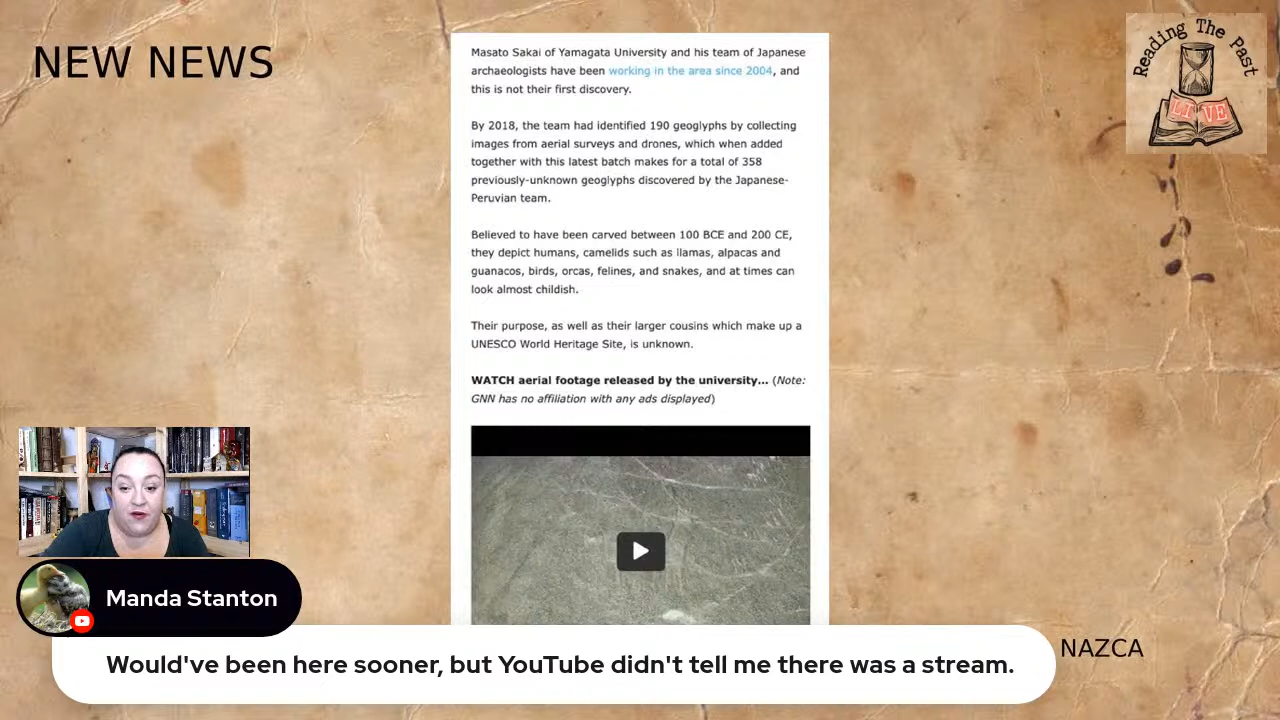 NEW NEWS
Reading The Past
LIVE
Masato Sakai of Yamagata University and his team of Japanese
archaeologists have been working in the area since 2004, and
this is not their first discovery.
By 2018, the team had identified 190 geoglyphs by collecting
images from aerial surveys and drones, which when added
together with this latest batch makes for a total of 358
previously-unknown geoglyphs discovered by the Japanese-
Peruvian team.
Believed to have been carved between 100 BCE and 200 CE,
they depict humans, camelids such as llamas, alpacas and
guanacos, birds, orcas, felines, and snakes, and at times can
look almost childish.
Their purpose, as well as their larger cousins which make up a
UNESCO World Heritage Site, is unknown.
WATCH aerial footage released by the university... (Note:
GNN has no affiliation with any ads displayed)
Manda Stanton
Would've been here sooner, but YouTube didn't tell me there was a stream.
NAZCA